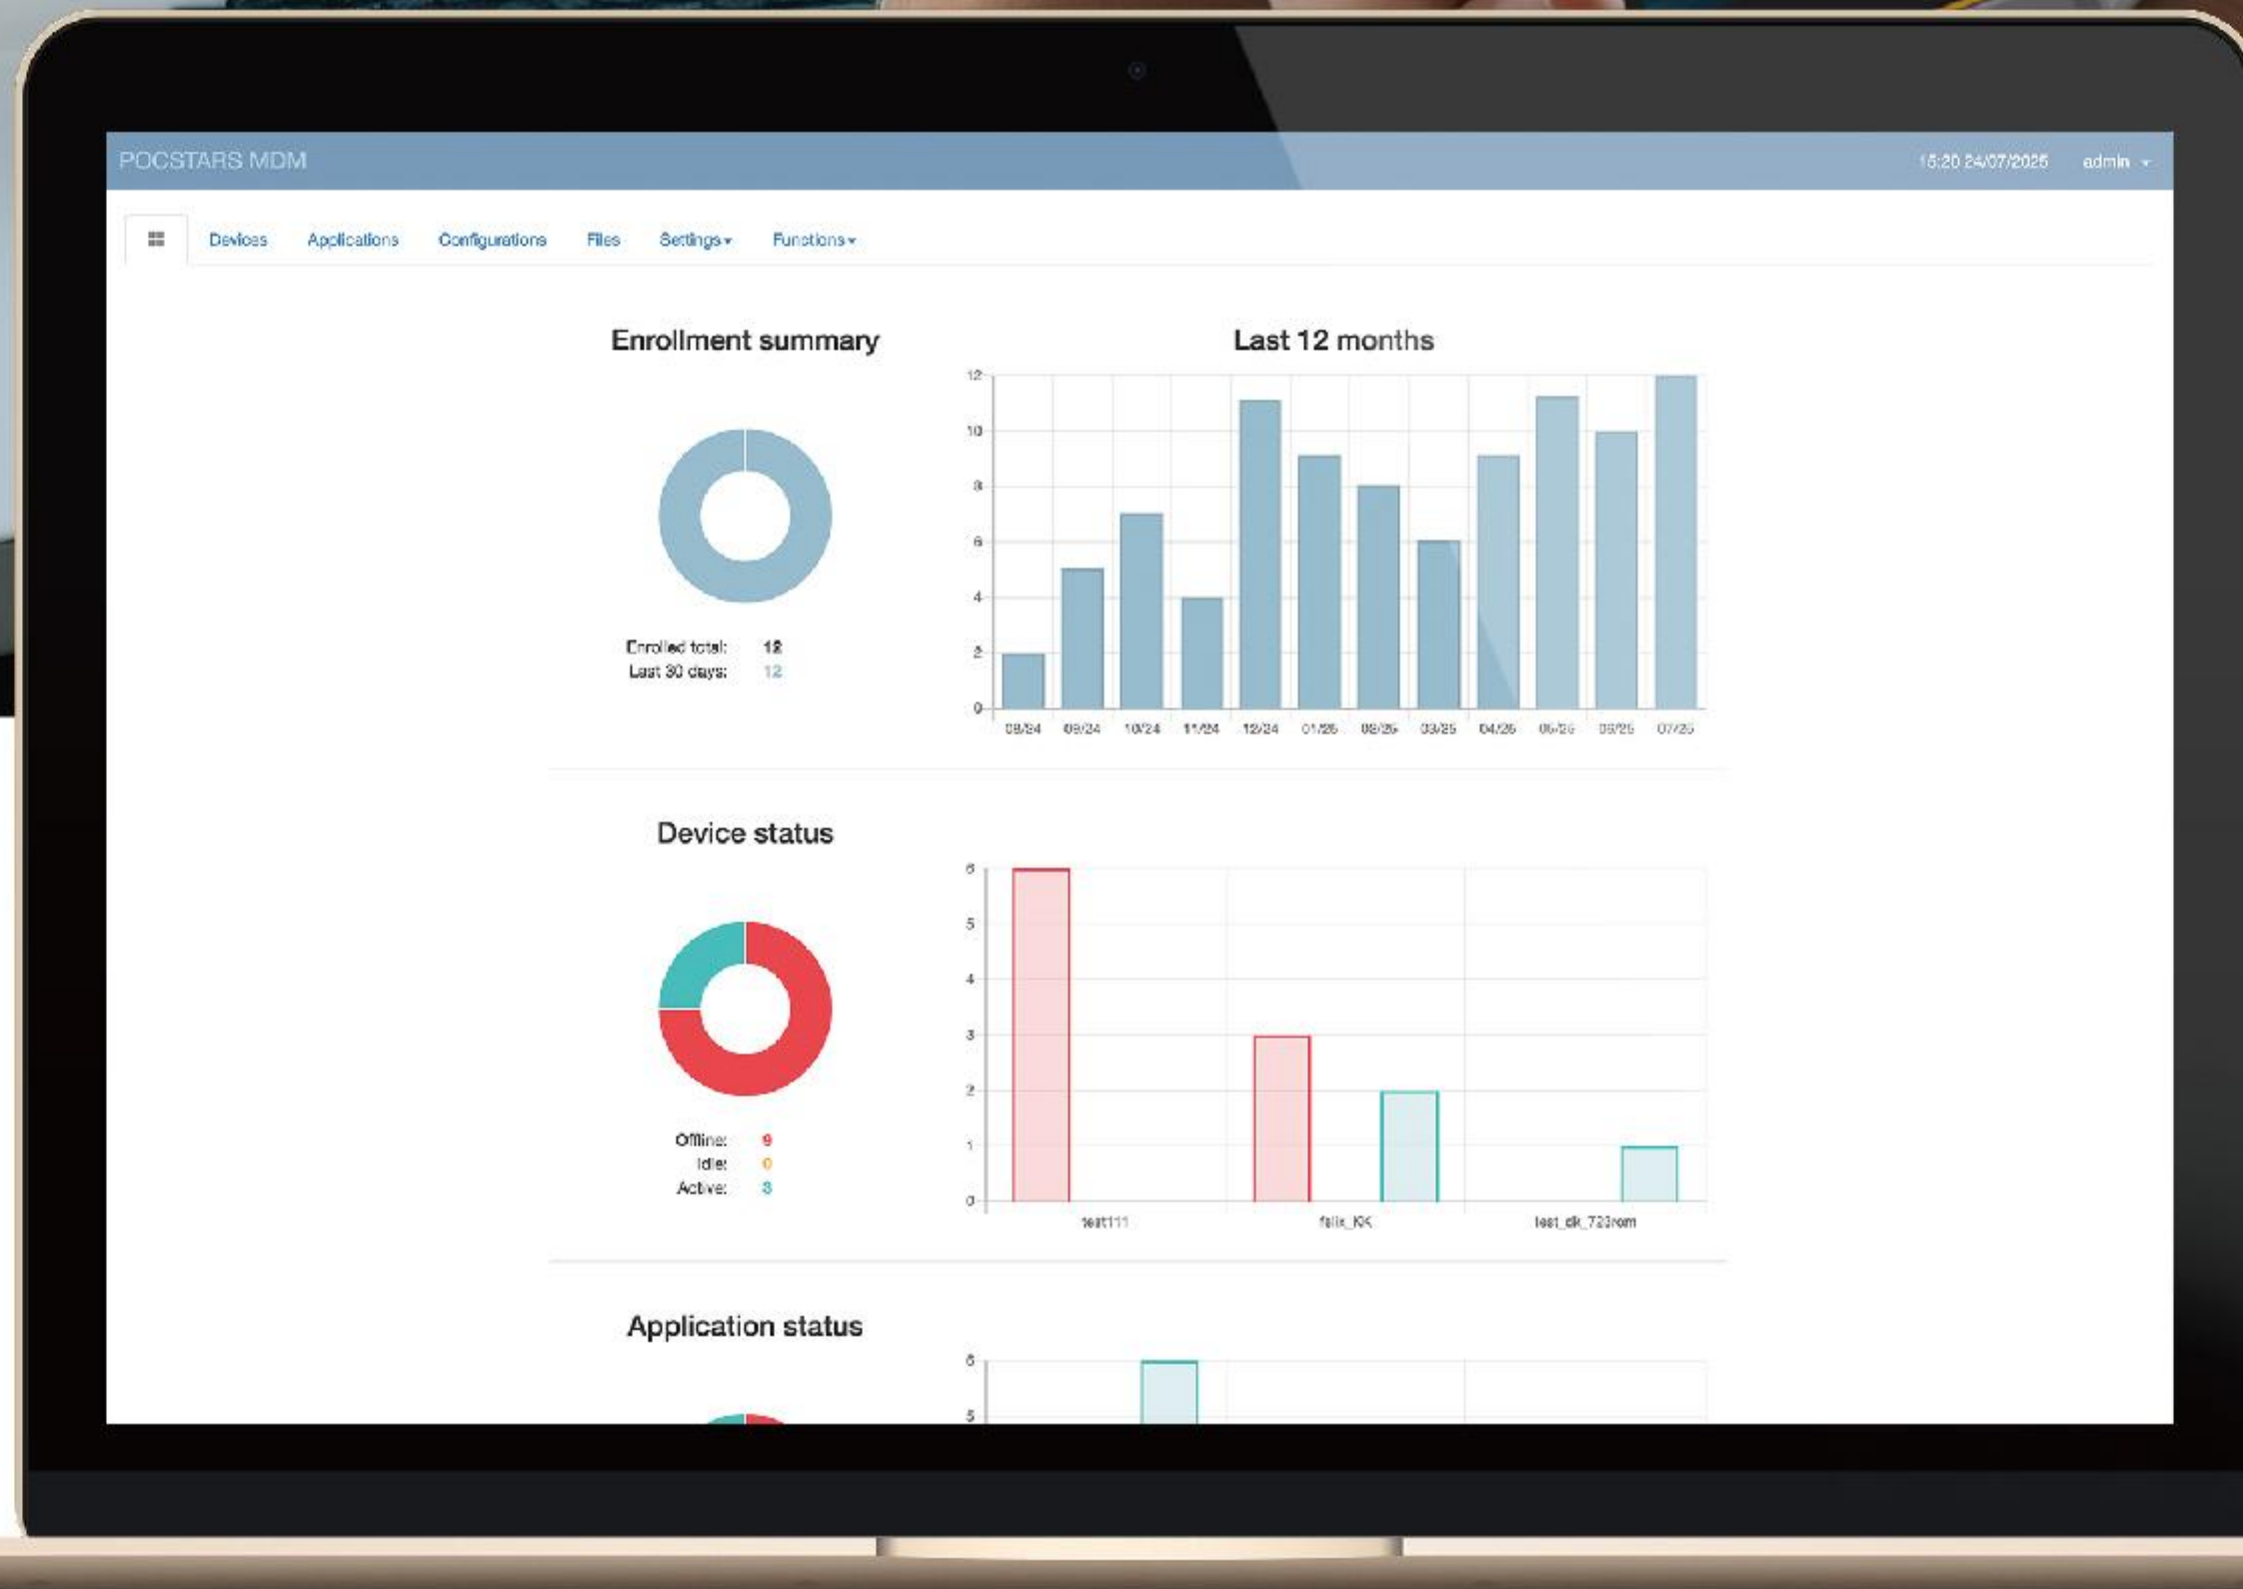 POCSTARS MDM
15:20 24/07/2025 admin
Devices Applications Configurations Files Settings Functions
Enrollment summary
Last 12 months
12
10
8
6
4
2
0
08/24 09/24 10/24 11/24 12/24 01/25 02/25 03/25 04/25 05/25 06/25 07/25
Enrolled total: 12
Last 30 days: 12
Device status
6
5
4
3
2
1
0
test111 felix_KK test_dk_723rom
Offline: 9
Idle: 0
Active: 3
Application status
6
5